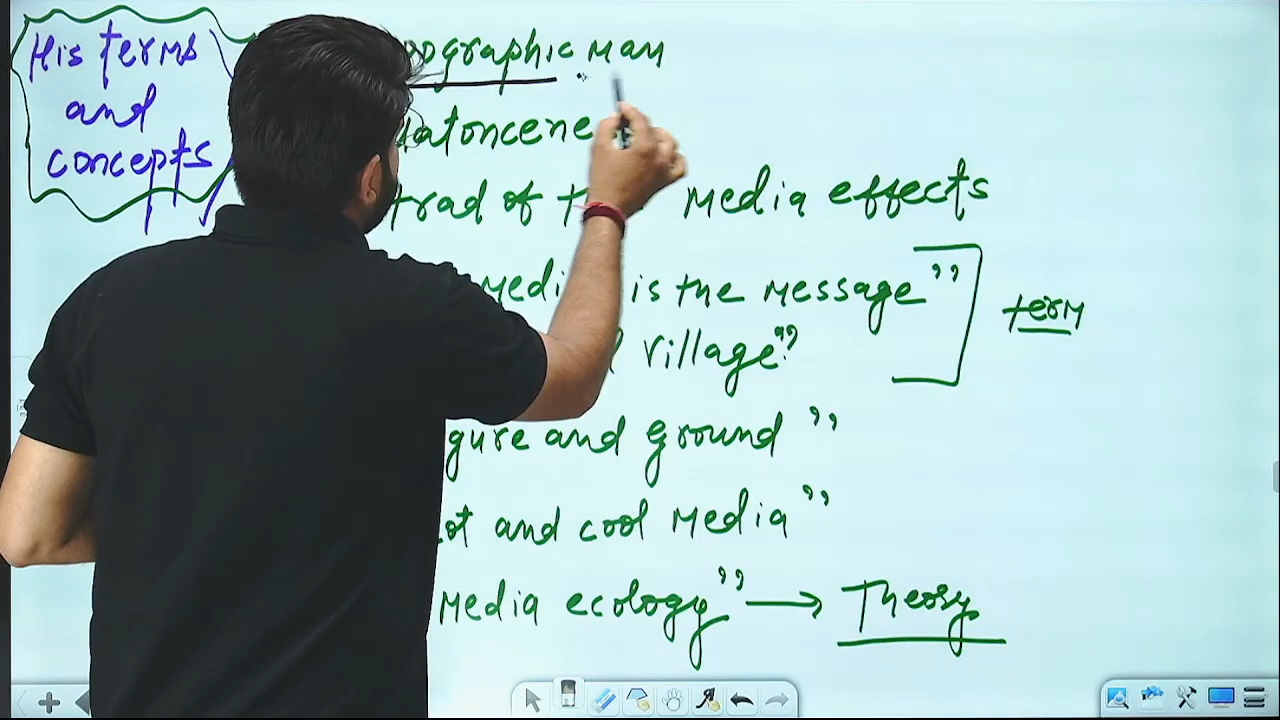 His terms
and
concepts
ographic man
atoncene
trad of media effects
is the message”
village”
gure and ground”
ot and cool media”
media ecology” → Theory
term